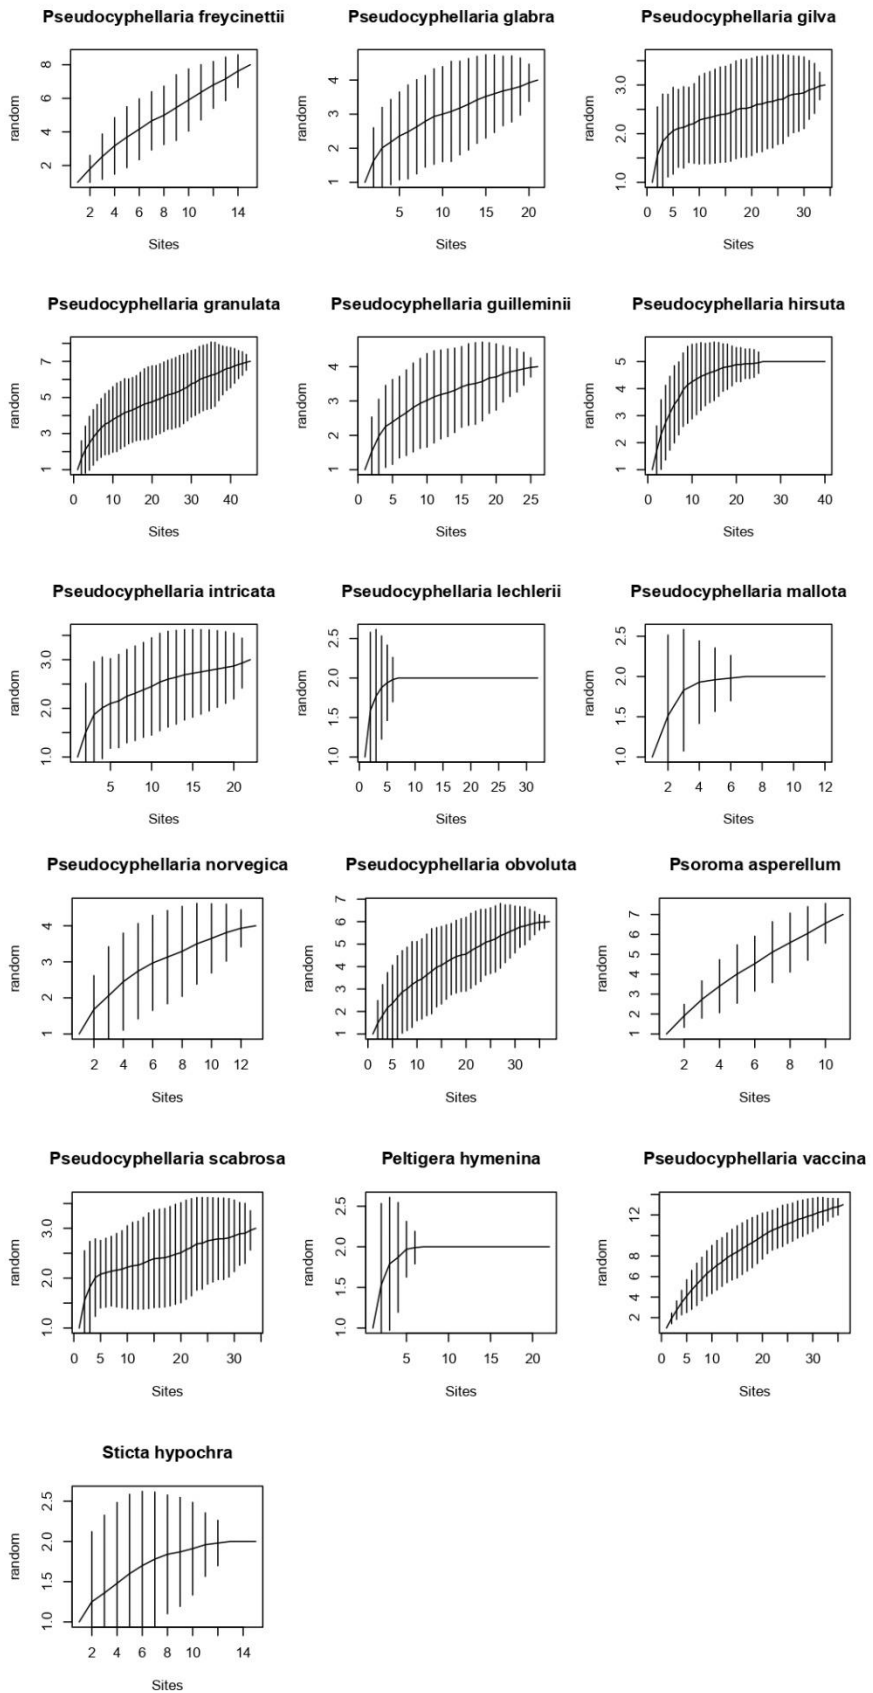 Pseudocyphellaria freycinettii
random
2 4 6 8
2 4 6 8 10 14
Sites
Pseudocyphellaria glabra
random
1 2 3 4
5 10 15 20
Sites
Pseudocyphellaria gilva
random
1.0 2.0 3.0
0 5 10 20 30
Sites
Pseudocyphellaria granulata
random
1 3 5 7
0 10 20 30 40
Sites
Pseudocyphellaria guilleminii
random
1 2 3 4
0 5 10 15 20 25
Sites
Pseudocyphellaria hirsuta
random
1 2 3 4 5
0 10 20 30 40
Sites
Pseudocyphellaria intricata
random
1.0 2.0 3.0
5 10 15 20
Sites
Pseudocyphellaria lechlerii
random
1.0 1.5 2.0 2.5
0 5 10 15 20 25 30
Sites
Pseudocyphellaria mallota
random
1.0 1.5 2.0 2.5
2 4 6 8 10 12
Sites
Pseudocyphellaria norvegica
random
1 2 3 4
2 4 6 8 10 12
Sites
Pseudocyphellaria obvoluta
random
1 2 3 4 5 6 7
0 5 10 20 30
Sites
Psoroma asperellum
random
1 2 3 4 5 6 7
2 4 6 8 10
Sites
Pseudocyphellaria scabrosa
random
1.0 2.0 3.0
0 5 10 20 30
Sites
Peltigera hymenina
random
1.0 1.5 2.0 2.5
5 10 15 20
Sites
Pseudocyphellaria vaccina
random
2 4 6 8 12
0 5 10 20 30
Sites
Sticta hypochra
random
1.0 1.5 2.0 2.5
2 4 6 8 10 14
Sites